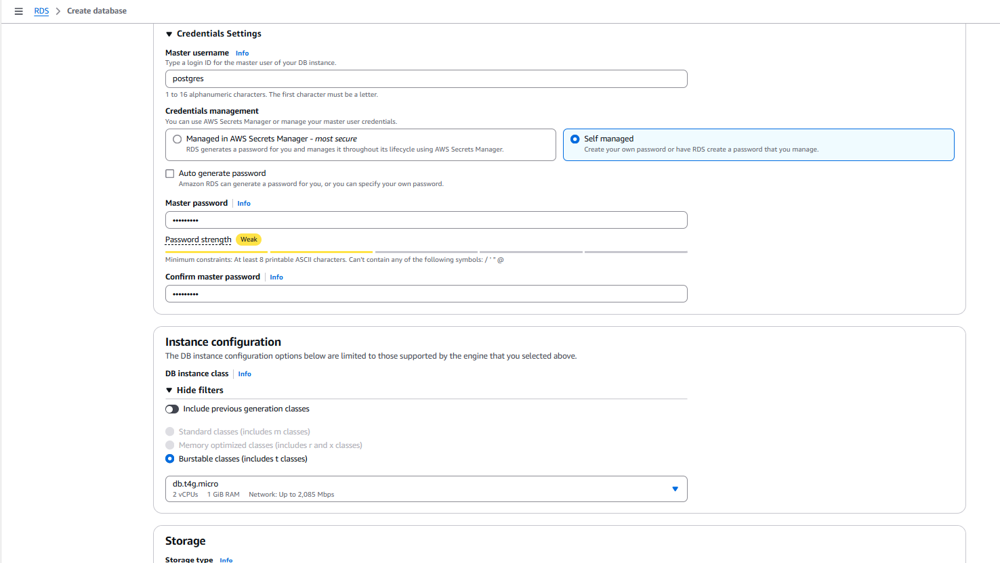 RDS > Create database
Credentials Settings
Master username Info
Type a login ID for the master user of your DB instance.
postgres
1 to 16 alphanumeric characters. The first character must be a letter.
Credentials management
You can use AWS Secrets Manager or manage your master user credentials.
Managed in AWS Secrets Manager - most secure
RDS generates a password for you and manages it throughout its lifecycle using AWS Secrets Manager.
Self managed
Create your own password or have RDS create a password that you manage.
Auto generate password
Amazon RDS can generate a password for you, or you can specify your own password.
Master password Info
•••••••••
Password strength Weak
Minimum constraints: At least 8 printable ASCII characters. Can't contain any of the following symbols: / ' " @
Confirm master password Info
•••••••••
Instance configuration
The DB instance configuration options below are limited to those supported by the engine that you selected above.
DB instance class Info
Hide filters
Include previous generation classes
Standard classes (includes m classes)
Memory optimized classes (includes r and x classes)
Burstable classes (includes t classes)
db.t4g.micro
2 vCPUs 1 GiB RAM Network: Up to 2,085 Mbps
Storage
Storage type Info